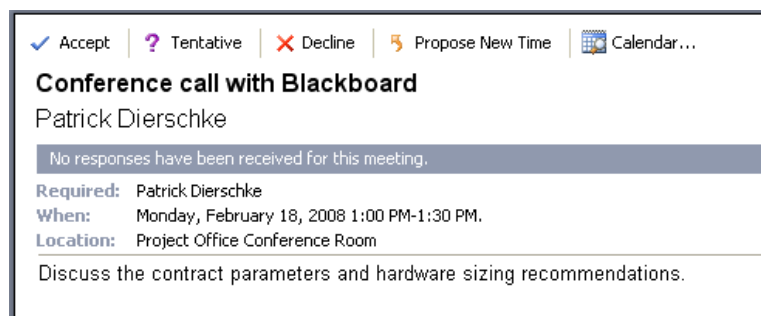 Accept ? Tentative Decline Propose New Time Calendar...
Conference call with Blackboard
Patrick Dierschke
No responses have been received for this meeting.
Required: Patrick Dierschke
When: Monday, February 18, 2008 1:00 PM-1:30 PM.
Location: Project Office Conference Room
Discuss the contract parameters and hardware sizing recommendations.